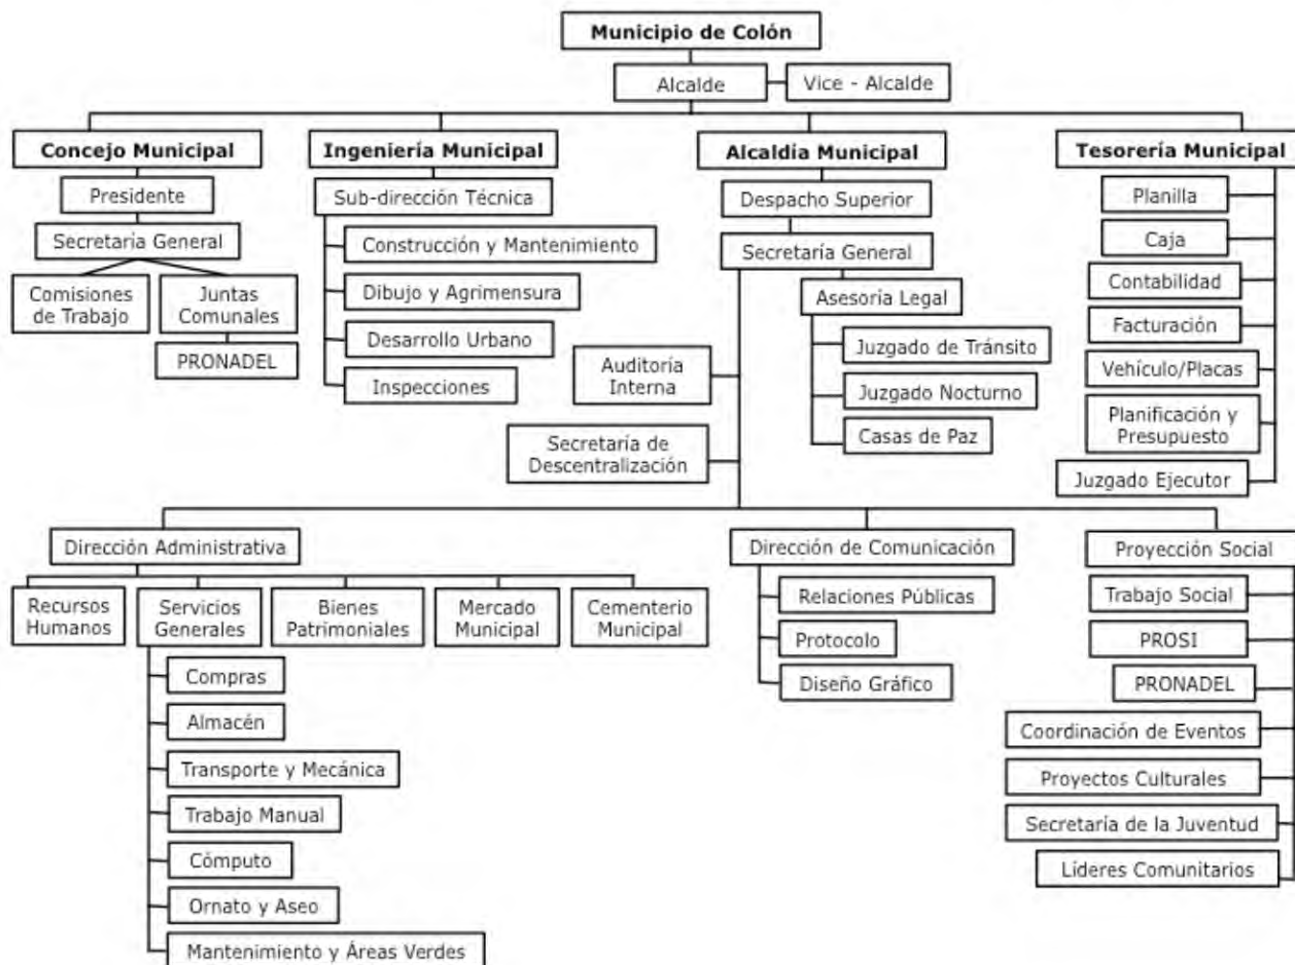 Municipio de Colón
Alcalde
Vice - Alcalde
Concejo Municipal
Presidente
Secretaria General
Comisiones
de Trabajo
Juntas
Comunales
PRONADEL
Ingeniería Municipal
Sub-dirección Técnica
Construcción y Mantenimiento
Dibujo y Agrimensura
Desarrollo Urbano
Inspecciones
Alcaldía Municipal
Despacho Superior
Secretaría General
Asesoría Legal
Juzgado de Tránsito
Juzgado Nocturno
Casas de Paz
Auditoría
Interna
Secretaría de
Descentralización
Tesorería Municipal
Planilla
Caja
Contabilidad
Facturación
Vehículo/Placas
Planificación y
Presupuesto
Juzgado Ejecutor
Dirección Administrativa
Recursos
Humanos
Servicios
Generales
Bienes
Patrimoniales
Mercado
Municipal
Cementerio
Municipal
Compras
Almacén
Transporte y Mecánica
Trabajo Manual
Cómputo
Ornato y Aseo
Mantenimiento y Áreas Verdes
Dirección de Comunicación
Relaciones Públicas
Protocolo
Diseño Gráfico
Proyección Social
Trabajo Social
PROSI
PRONADEL
Coordinación de Eventos
Proyectos Culturales
Secretaría de la Juventud
Líderes Comunitarios